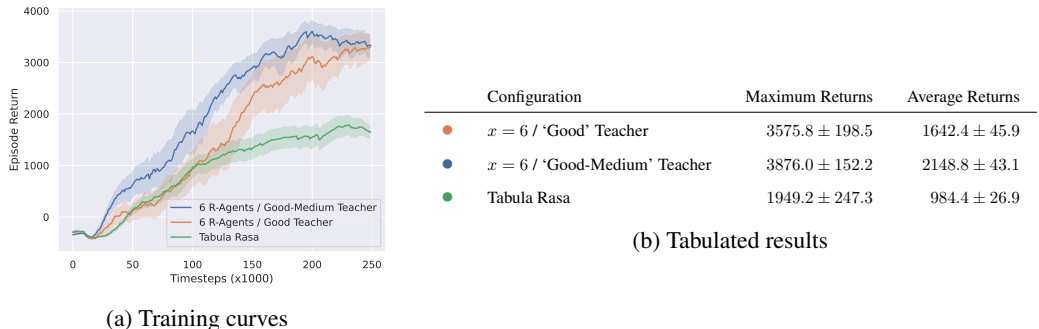 4000
3000
2000
1000
0
Episode Return
6 R-Agents / Good-Medium Teacher
6 R-Agents / Good Teacher
Tabula Rasa
0 50 100 150 200 250
Timesteps (x1000)
(a) Training curves
Configuration Maximum Returns Average Returns
x = 6 / ‘Good’ Teacher 3575.8 ± 198.5 1642.4 ± 45.9
x = 6 / ‘Good-Medium’ Teacher 3876.0 ± 152.2 2148.8 ± 43.1
Tabula Rasa 1949.2 ± 247.3 984.4 ± 26.9
(b) Tabulated results